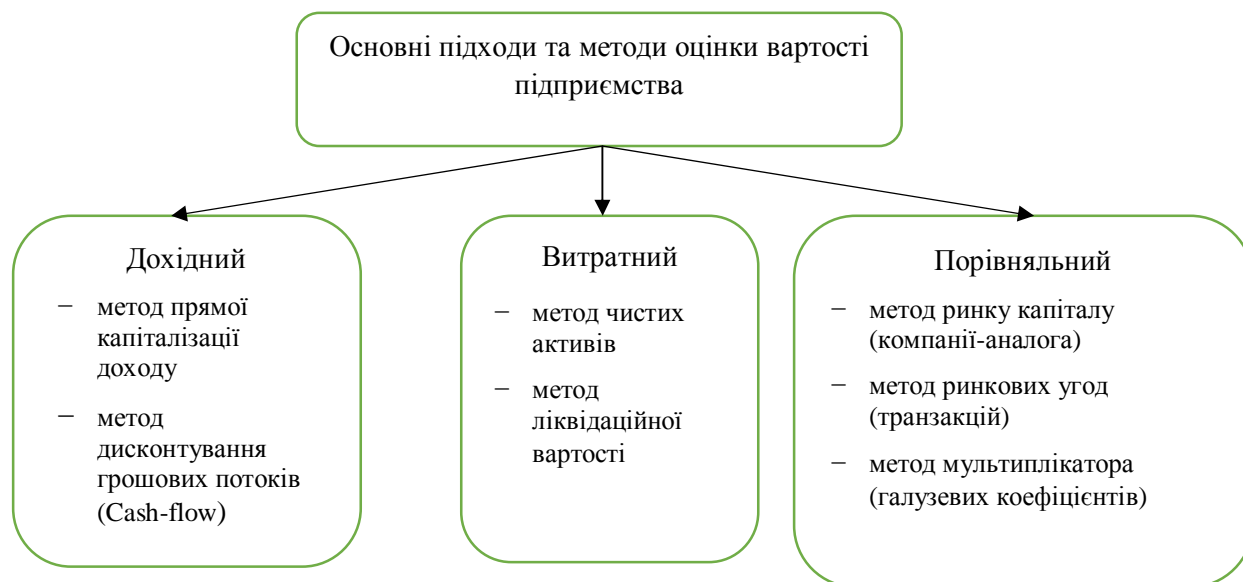 Основні підходи та методи оцінки вартості
підприємства
Дохідний
− метод прямої
капіталізації
доходу
− метод
дисконтування
грошових потоків
(Cash-flow)
Витратний
− метод чистих
активів
− метод
ліквідаційної
вартості
Порівняльний
− метод ринку капіталу
(компанії-аналога)
− метод ринкових угод
(транзакцій)
− метод мультиплікатора
(галузевих коефіцієнтів)